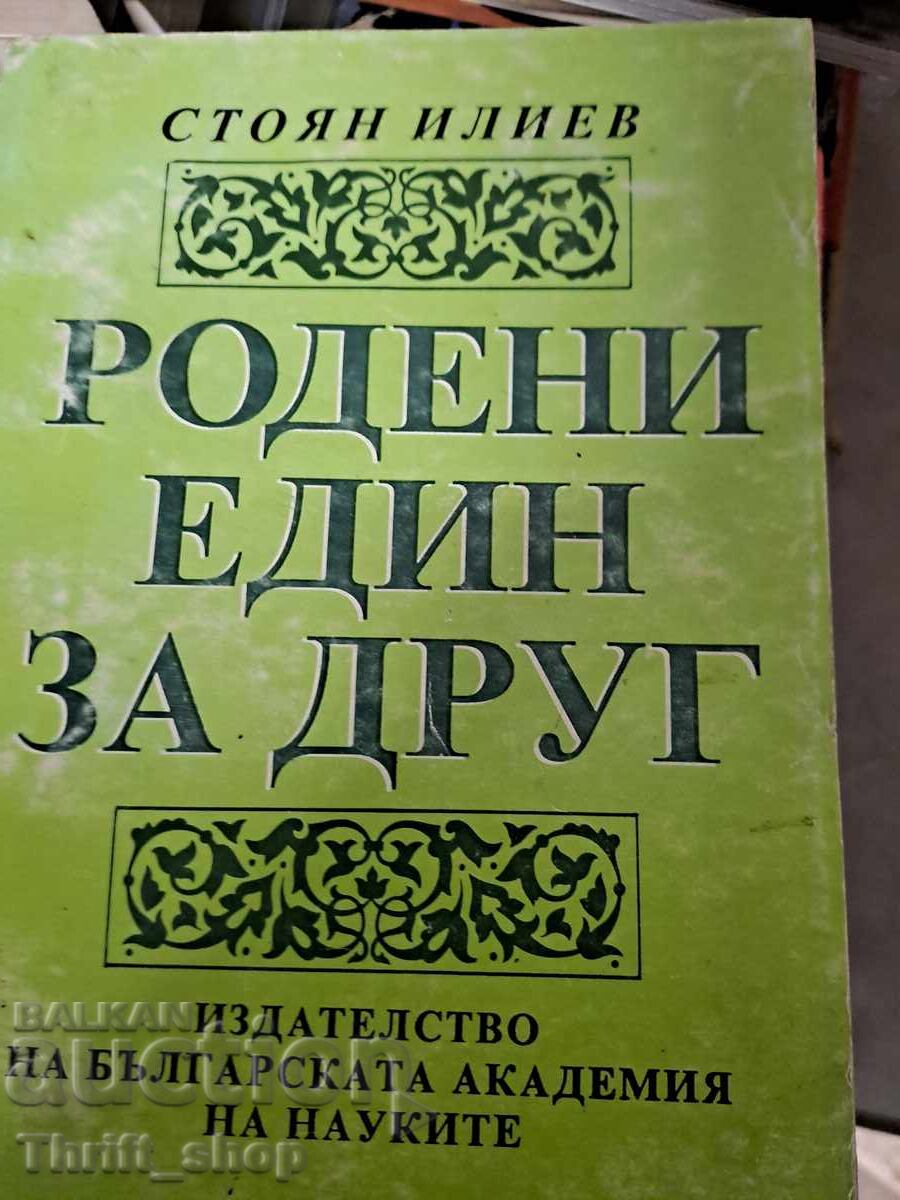 СТОЯН ИЛИЕВ
РОДЕНИ
ЕДИН
ЗА ДРУГ
ИЗДАТЕЛСТВО
НА БЪЛГАРСКАТА АКАДЕМИЯ
НА НАУКИТЕ
BALKAN
auction
Thrift_shop